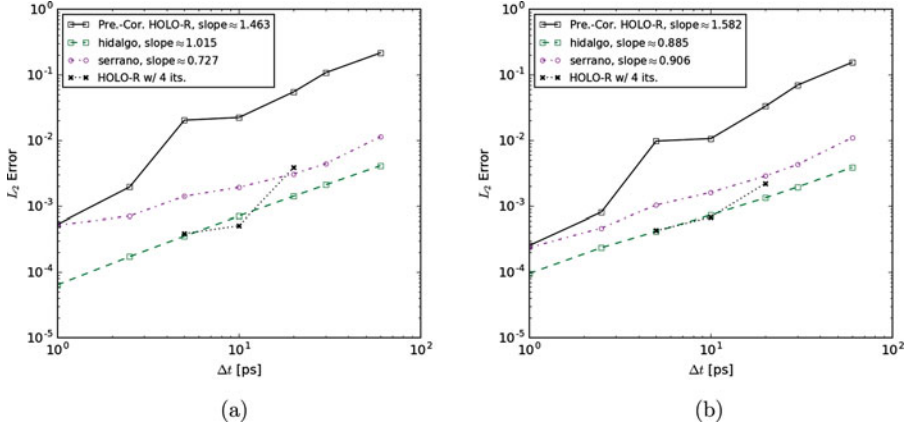 Pre.-Cor. HOLO-R, slope≈1.463
hidalgo, slope≈1.015
serrano, slope≈0.727
HOLO-R w/ 4 its.
10^0
10^-1
10^-2
10^-3
10^-4
10^-5
L_2 Error
10^0 10^1 10^2
Δt [ps]
(a)
Pre.-Cor. HOLO-R, slope≈1.582
hidalgo, slope≈0.885
serrano, slope≈0.906
HOLO-R w/ 4 its.
10^0
10^-1
10^-2
10^-3
10^-4
10^-5
L_2 Error
10^0 10^1 10^2
Δt [ps]
(b)